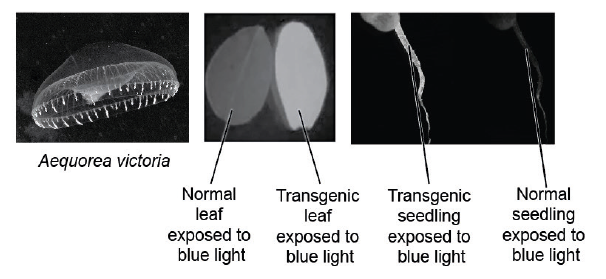 Aequorea victoria
Normal
leaf
exposed to
blue light
Transgenic
leaf
exposed to
blue light
Transgenic
seedling
exposed to
blue light
Normal
seedling
exposed to
blue light